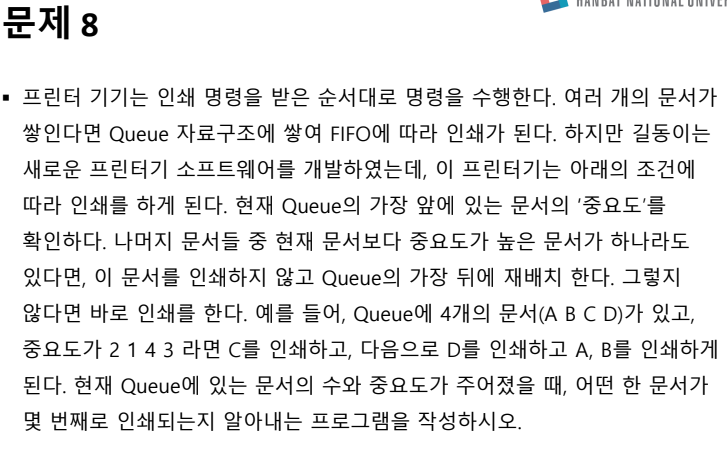 HANBAT NATIONAL UNIVER
문제 8
▪ 프린터 기기는 인쇄 명령을 받은 순서대로 명령을 수행한다. 여러 개의 문서가
쌓인다면 Queue 자료구조에 쌓여 FIFO에 따라 인쇄가 된다. 하지만 길동이는
새로운 프린터기 소프트웨어를 개발하였는데, 이 프린터기는 아래의 조건에
따라 인쇄를 하게 된다. 현재 Queue의 가장 앞에 있는 문서의 ‘중요도’를
확인하다. 나머지 문서들 중 현재 문서보다 중요도가 높은 문서가 하나라도
있다면, 이 문서를 인쇄하지 않고 Queue의 가장 뒤에 재배치 한다. 그렇지
않다면 바로 인쇄를 한다. 예를 들어, Queue에 4개의 문서(A B C D)가 있고,
중요도가 2 1 4 3 라면 C를 인쇄하고, 다음으로 D를 인쇄하고 A, B를 인쇄하게
된다. 현재 Queue에 있는 문서의 수와 중요도가 주어졌을 때, 어떤 한 문서가
몇 번째로 인쇄되는지 알아내는 프로그램을 작성하시오.